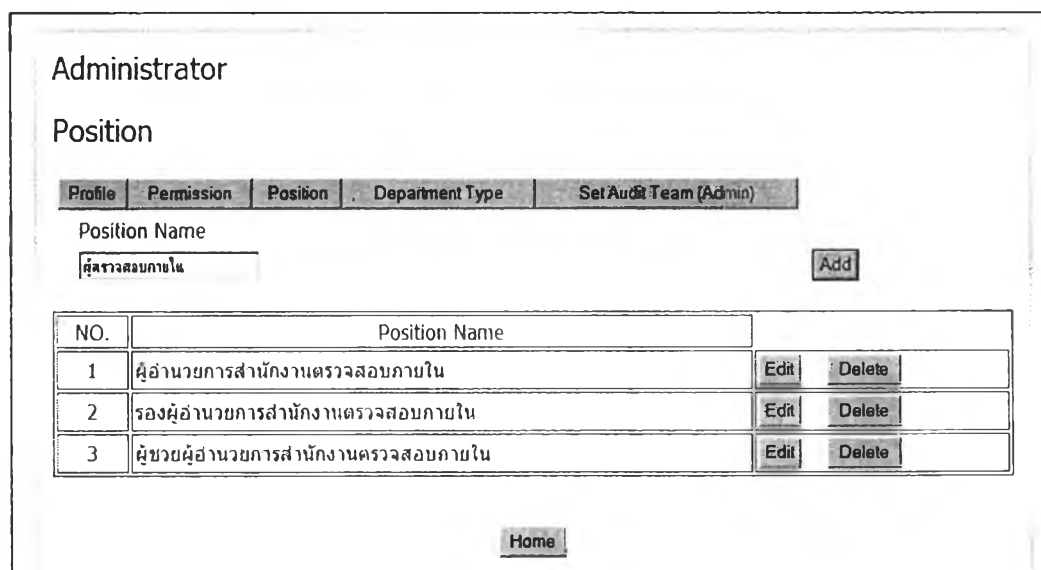 Administrator
Position
Profile Permission Position Department Type Set Audit Team (Admin)
Position Name
ผู้ตรวจสอบภายใน
Add
NO. Position Name
1 ผู้อำนวยการสำนักงานตรวจสอบภายใน Edit Delete
2 รองผู้อำนวยการสำนักงานตรวจสอบภายใน Edit Delete
3 ผู้ช่วยผู้อำนวยการสำนักงานตรวจสอบภายใน Edit Delete
Home